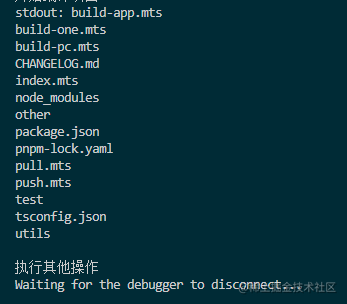 stdout: build-app.mts
build-one.mts
build-pc.mts
CHANGELOG.md
index.mts
node_modules
other
package.json
pnpm-lock.yaml
pull.mts
push.mts
test
tsconfig.json
utils
执行其他操作
Waiting for the debugger to disconnect...
@稀土掘金技术社区